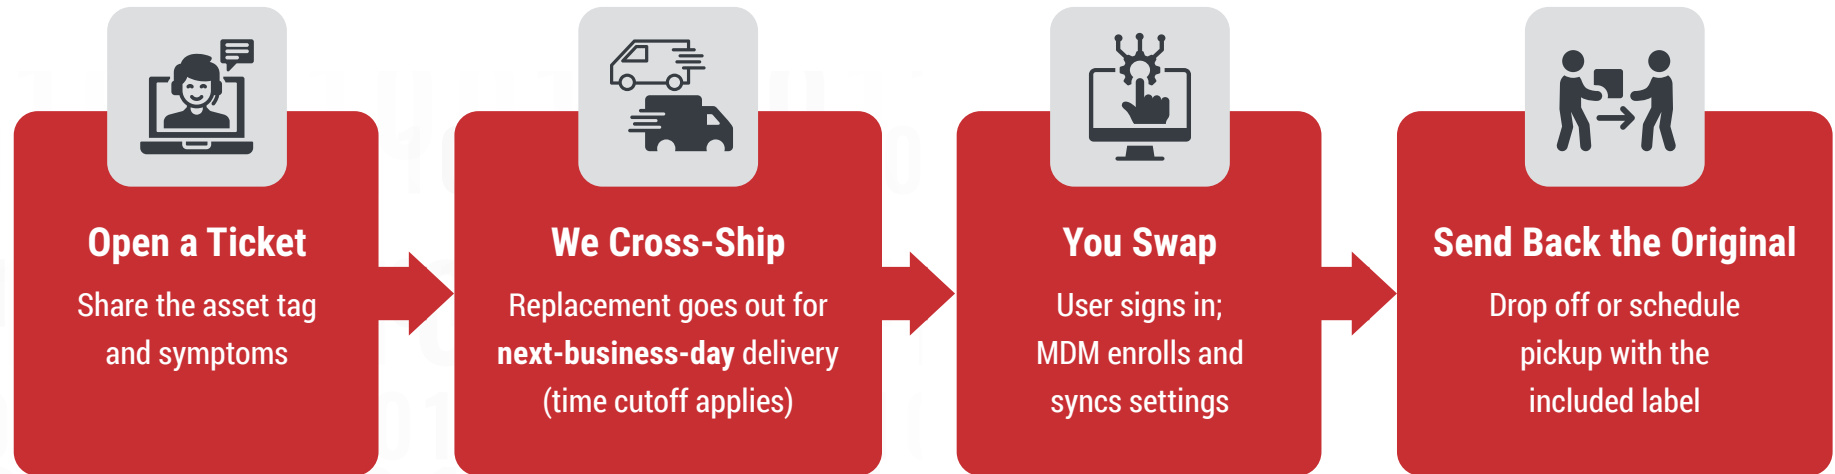 Open a Ticket
Share the asset tag
and symptoms
We Cross-Ship
Replacement goes out for
next-business-day delivery
(time cutoff applies)
You Swap
User signs in;
MDM enrolls and
syncs settings
Send Back the Original
Drop off or schedule
pickup with the
included label